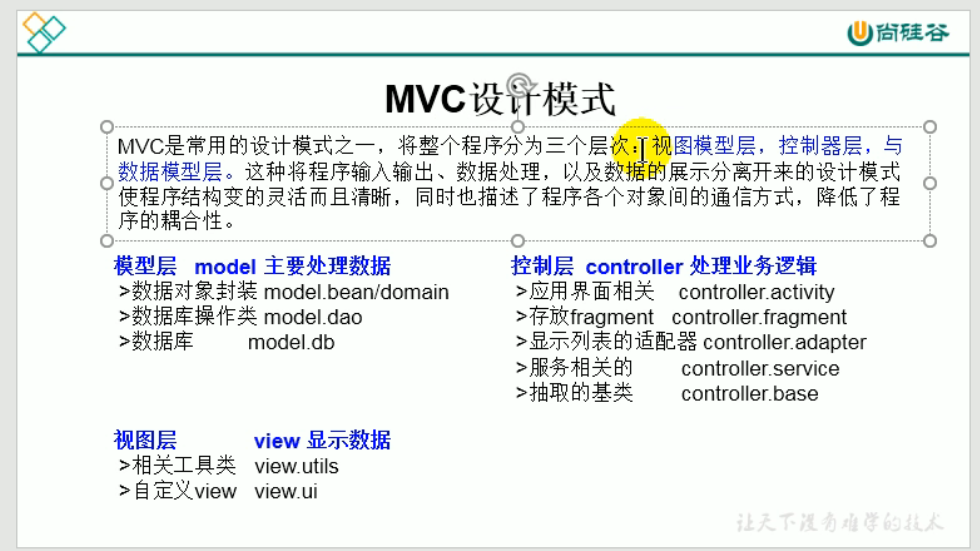 尚硅谷
MVC设计模式
MVC是常用的设计模式之一，将整个程序分为三个层次：视图模型层，控制器层，与
数据模型层。这种将程序输入输出、数据处理，以及数据的展示分离开来的设计模式
使程序结构变的灵活而且清晰，同时也描述了程序各个对象间的通信方式，降低了程
序的耦合性。
模型层 model 主要处理数据
>数据对象封装 model.bean/domain
>数据库操作类 model.dao
>数据库 model.db
控制层 controller 处理业务逻辑
>应用界面相关 controller.activity
>存放fragment controller.fragment
>显示列表的适配器 controller.adapter
>服务相关的 controller.service
>抽取的基类 controller.base
视图层 view 显示数据
>相关工具类 view.utils
>自定义view view.ui
让天下没有难学的技术